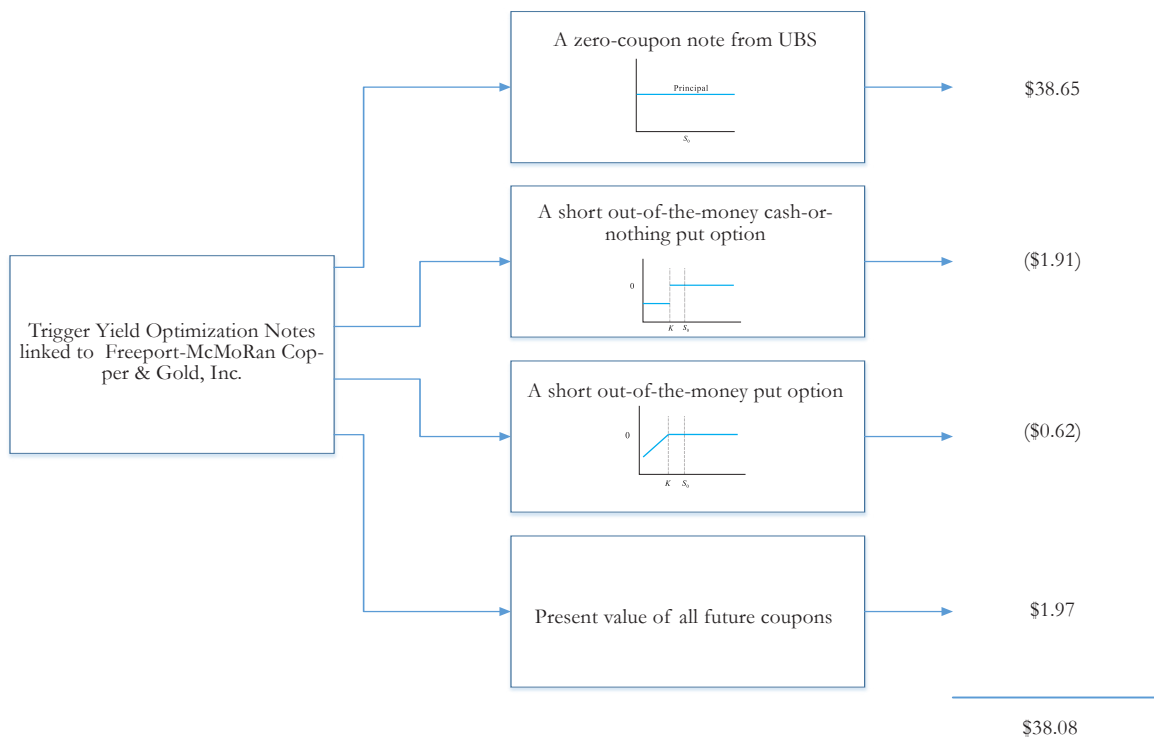 Trigger Yield Optimization Notes
linked to Freeport-McMoRan Cop-
per & Gold, Inc.
A zero-coupon note from UBS
Principal
S₀
$38.65
A short out-of-the-money cash-or-
nothing put option
0
K S₀
($1.91)
A short out-of-the-money put option
0
K S₀
($0.62)
Present value of all future coupons
$1.97
$38.08